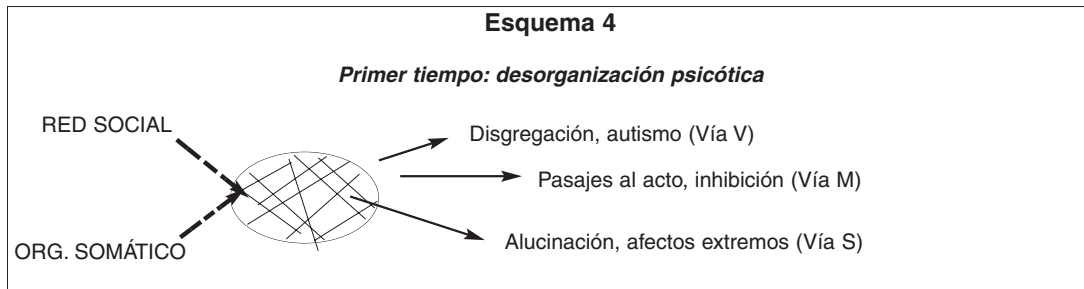 Esquema 4
Primer tiempo: desorganización psicótica
RED SOCIAL
Disgregación, autismo (Vía V)
Pasajes al acto, inhibición (Vía M)
Alucinación, afectos extremos (Vía S)
ORG. SOMÁTICO